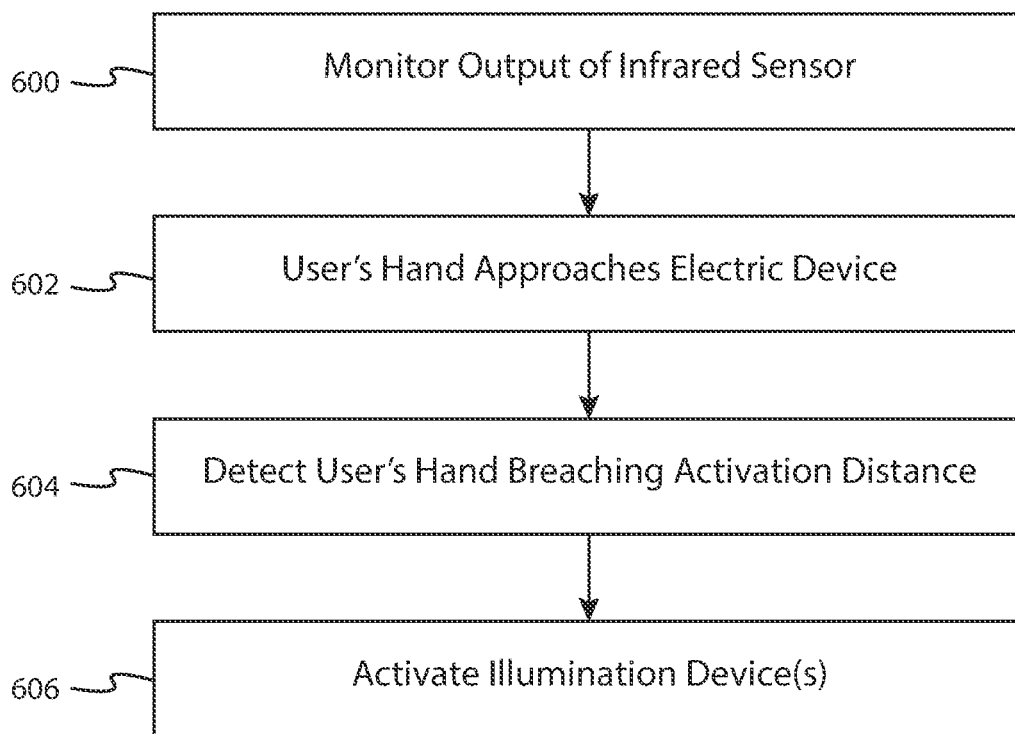 600
Monitor Output of Infrared Sensor
602
User's Hand Approaches Electric Device
604
Detect User's Hand Breaching Activation Distance
606
Activate Illumination Device(s)